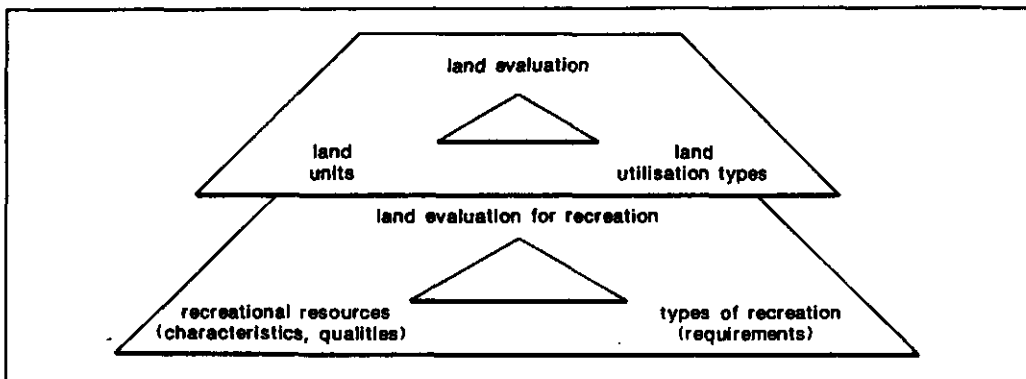 land evaluation
land
units
land
utilisation types
land evaluation for recreation
recreational resources
(characteristics, qualities)
types of recreation
(requirements)